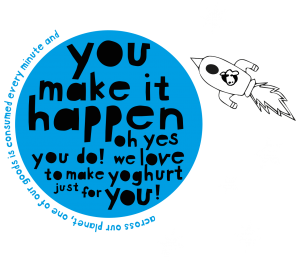 across our planet, one of our goods is consumed every minute and
you
make it
happen
oh yes
you do! we love
to make yoghurt
just for you!